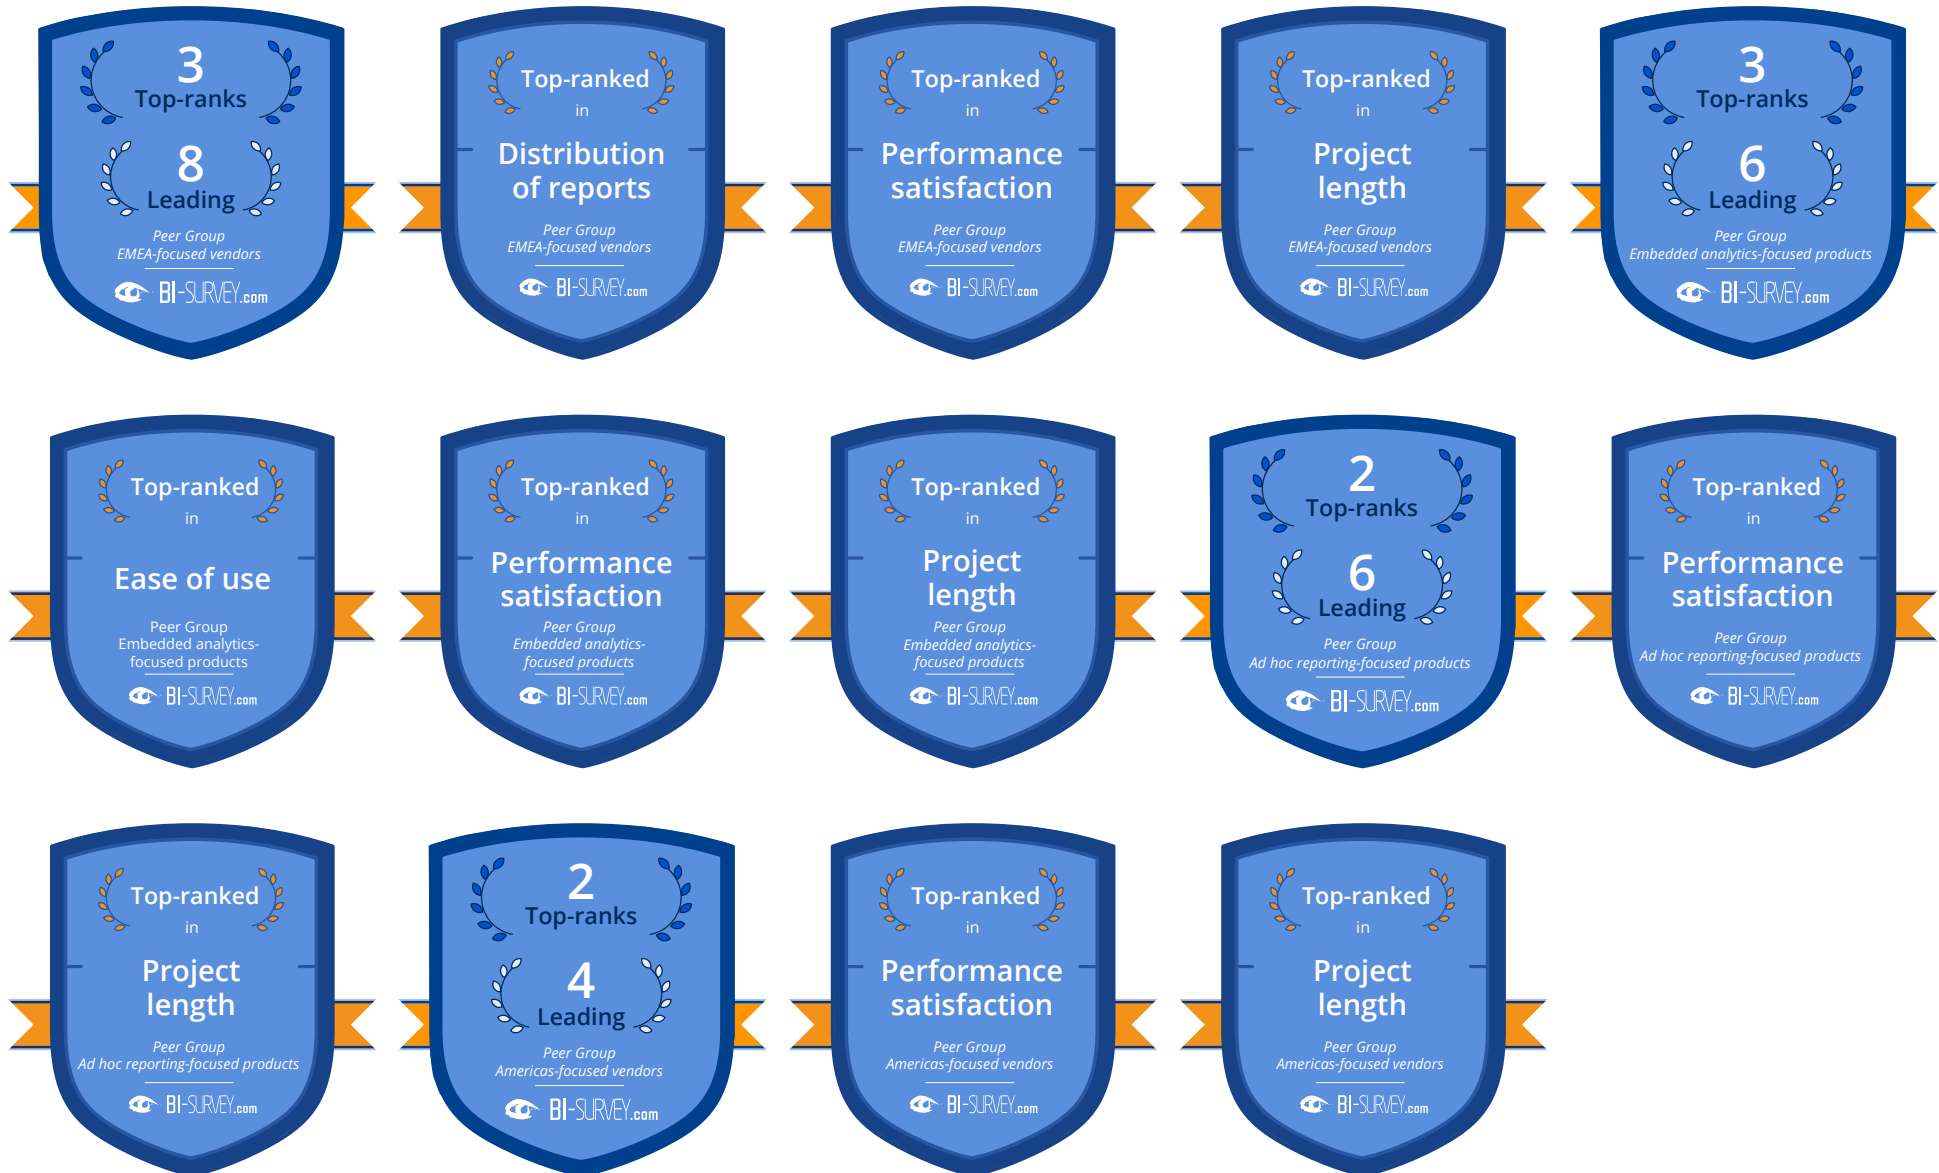 3
Top-ranks
8
Leading
Peer Group
EMEA-focused vendors
BI-SURVEY.com
Top-ranked
in
Distribution
of reports
Peer Group
EMEA-focused vendors
BI-SURVEY.com
Top-ranked
in
Performance
satisfaction
Peer Group
EMEA-focused vendors
BI-SURVEY.com
Top-ranked
in
Project
length
Peer Group
EMEA-focused vendors
BI-SURVEY.com
3
Top-ranks
6
Leading
Peer Group
Embedded analytics-focused products
BI-SURVEY.com
Top-ranked
in
Ease of use
Peer Group
Embedded analytics-
focused products
BI-SURVEY.com
Top-ranked
in
Performance
satisfaction
Peer Group
Embedded analytics-
focused products
BI-SURVEY.com
Top-ranked
in
Project
length
Peer Group
Embedded analytics-
focused products
BI-SURVEY.com
2
Top-ranks
6
Leading
Peer Group
Ad hoc reporting-focused products
BI-SURVEY.com
Top-ranked
in
Performance
satisfaction
Peer Group
Ad hoc reporting-focused products
BI-SURVEY.com
Top-ranked
in
Project
length
Peer Group
Ad hoc reporting-focused products
BI-SURVEY.com
2
Top-ranks
4
Leading
Peer Group
Americas-focused vendors
BI-SURVEY.com
Top-ranked
in
Performance
satisfaction
Peer Group
Americas-focused vendors
BI-SURVEY.com
Top-ranked
in
Project
length
Peer Group
Americas-focused vendors
BI-SURVEY.com